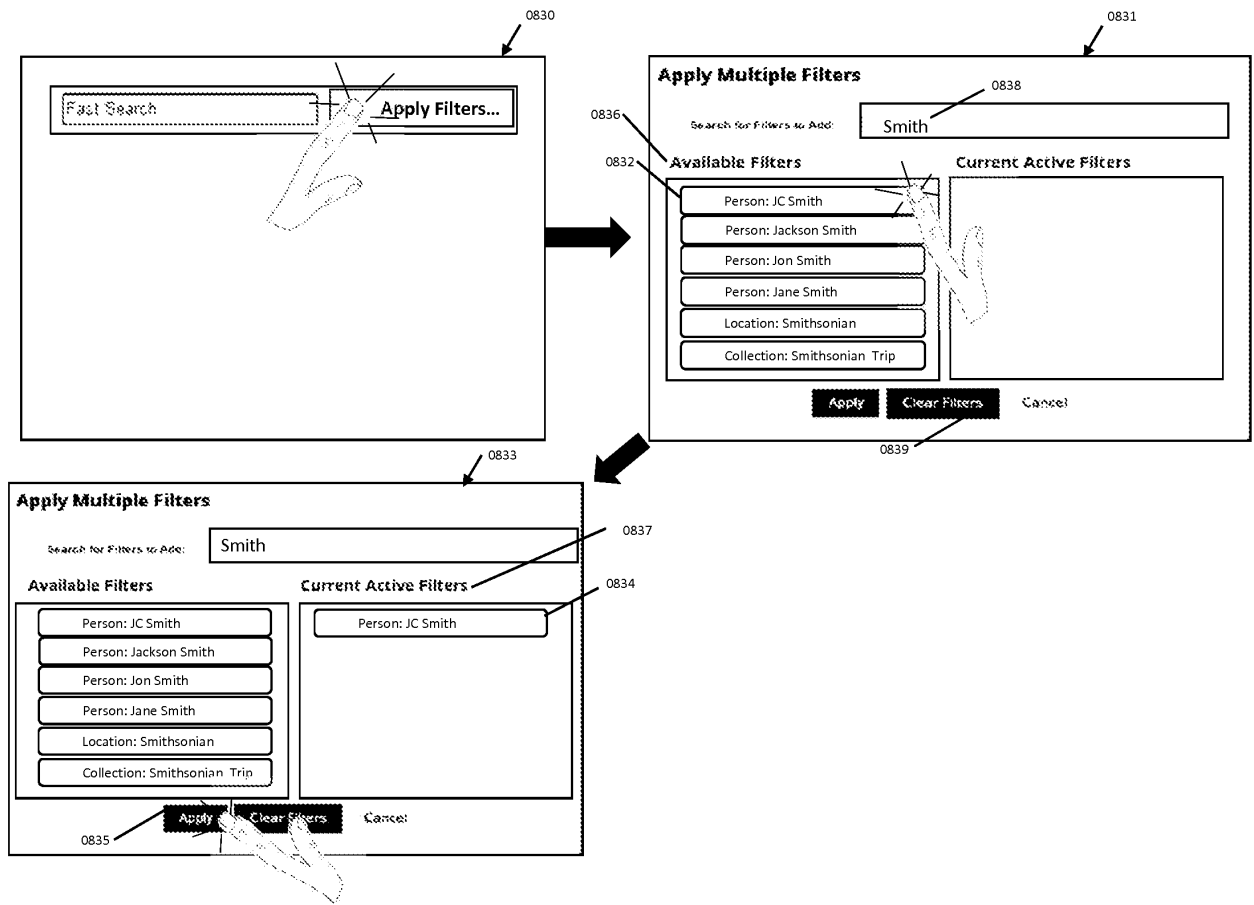 0830
Fast Search
Apply Filters...
0831
Apply Multiple Filters
0838
Search for Filters to Add:
Smith
0836
Available Filters
Current Active Filters
0832
Person: JC Smith
Person: Jackson Smith
Person: Jon Smith
Person: Jane Smith
Location: Smithsonian
Collection: Smithsonian Trip
Apply
Clear Filters
Cancel
0839
0833
Apply Multiple Filters
0837
Search for Filters to Add:
Smith
Available Filters
Current Active Filters
0834
Person: JC Smith
Person: Jackson Smith
Person: Jon Smith
Person: Jane Smith
Location: Smithsonian
Collection: Smithsonian Trip
Person: JC Smith
Apply
Clear Filters
Cancel
0835